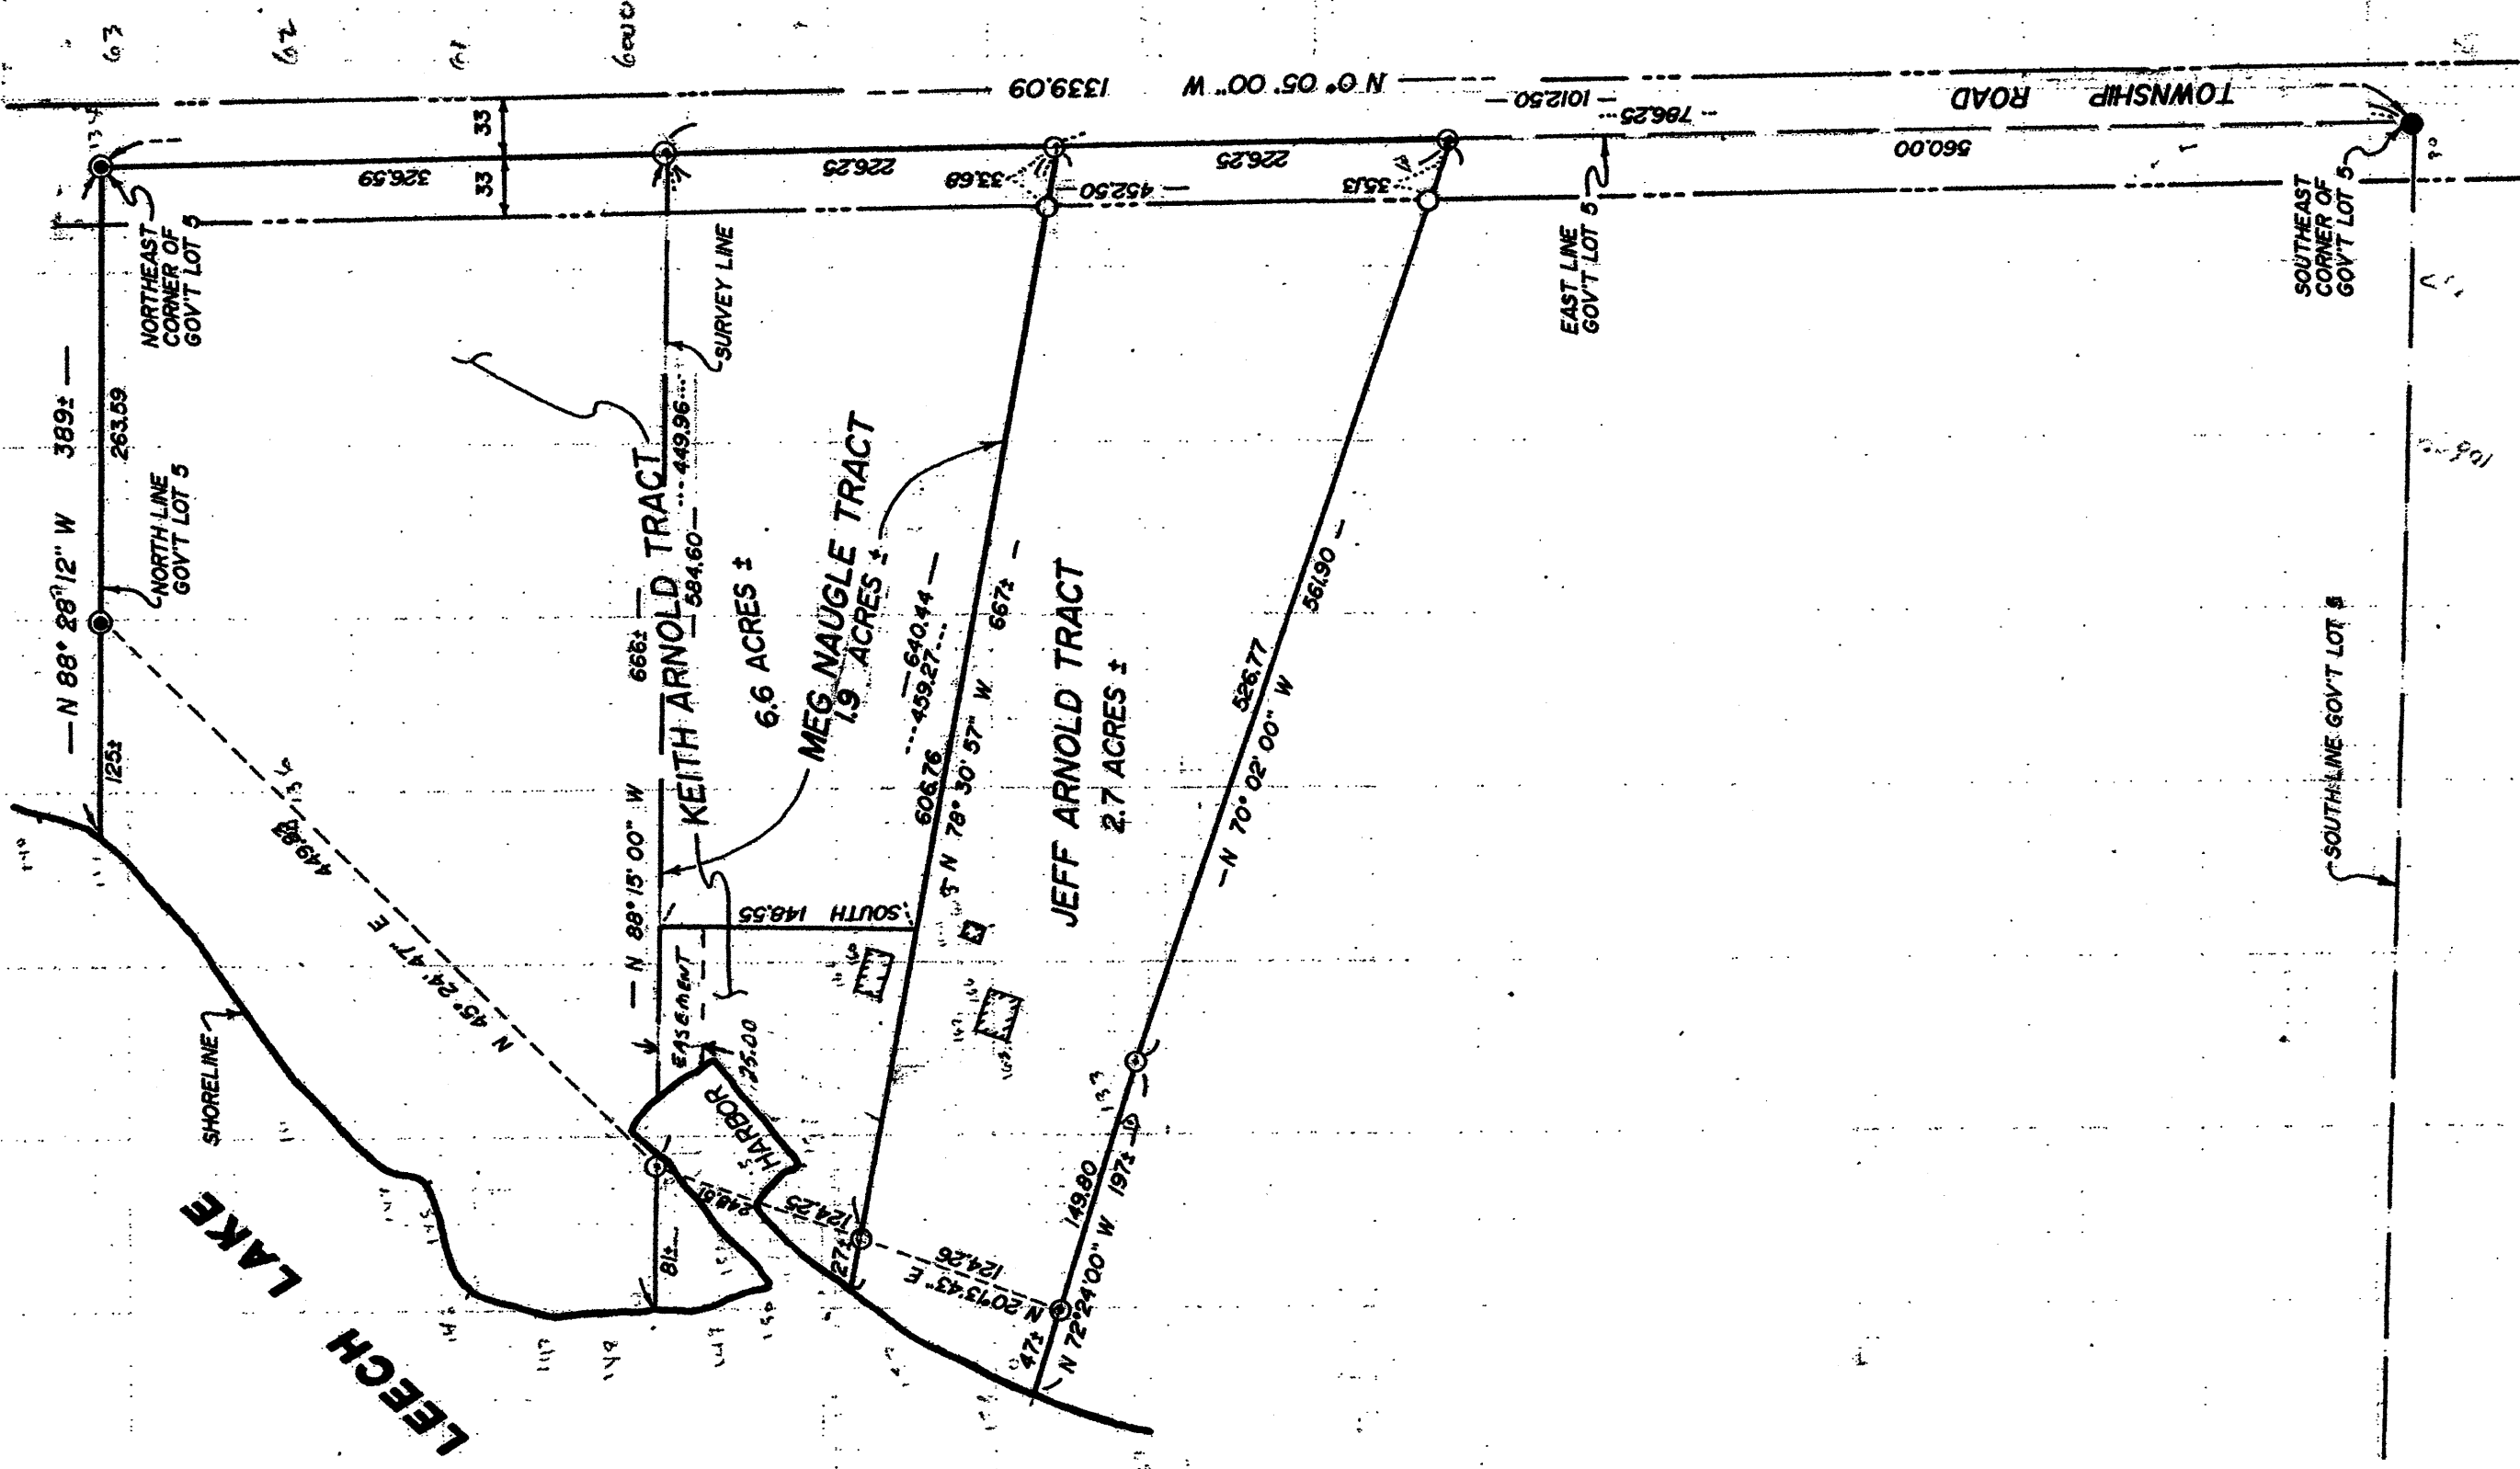 63
62
61
6000
N 0° 05' 00" W
1339.09
TOWNSHIP ROAD
1012.50
786.25
33
33
326.59
226.25
33.68
452.50
226.25
35.13
560.00
NORTHEAST
CORNER OF
GOV'T LOT 5
EAST LINE
GOV'T LOT 5
SOUTHEAST
CORNER OF
GOV'T LOT 5
N 88° 28' 12" W 389±
263.59
125±
NORTH LINE
GOV'T LOT 5
SURVEY LINE
N 88° 15' 00" W 666±
584.60
449.96
KEITH ARNOLD TRACT
6.6 ACRES ±
MEG NAUGLE TRACT
1.9 ACRES ±
640.44
459.27
606.76
N 78° 30' 57" W 667±
JEFF ARNOLD TRACT
2.7 ACRES ±
561.90
526.77
N 70° 02' 00" W
SOUTH 148.55
EASEMENT
25.00
HARBOR
SHORELINE
N 45° 24' 47" E
LEECH LAKE
81±
248.51
124.25
27±
N 20° 13' 43" E
124.26
149.80
197±
N 72° 24' 00" W
47±
SOUTH LINE GOV'T LOT 5